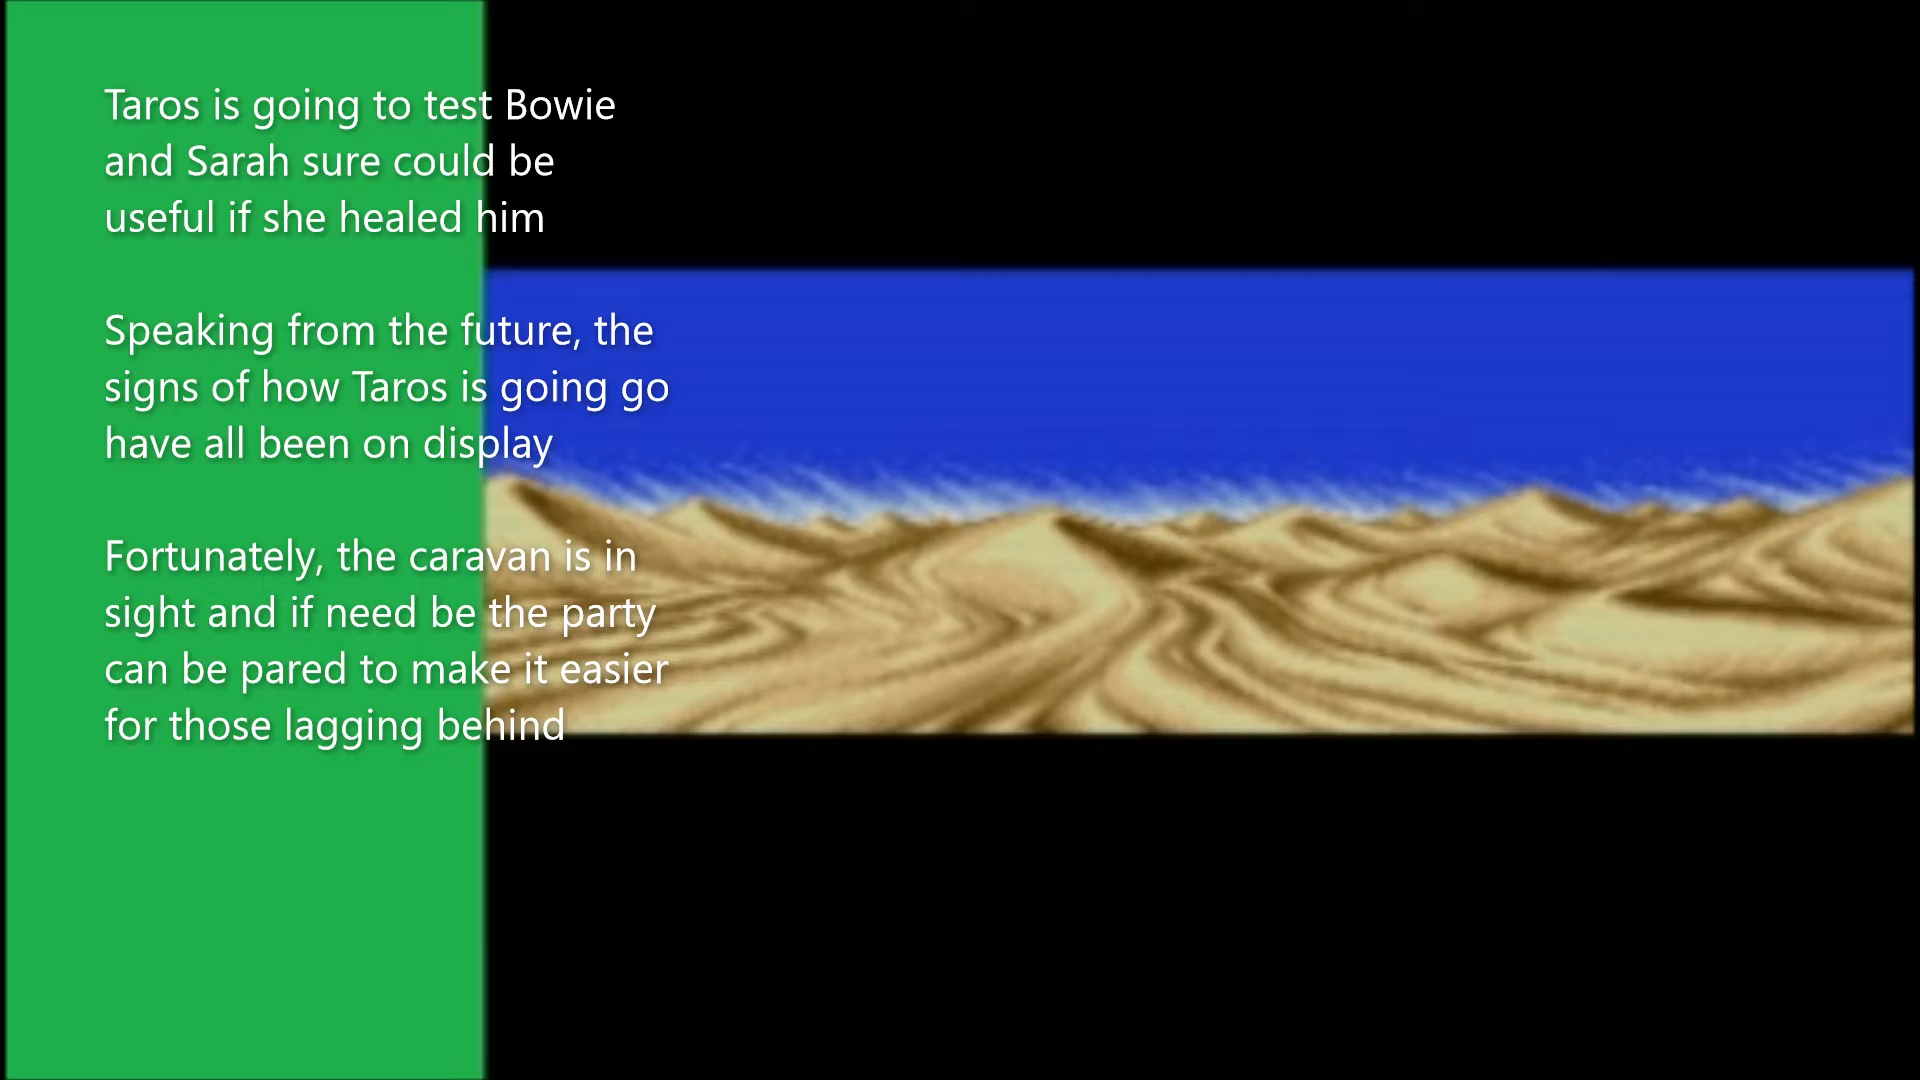 Taros is going to test Bowie
and Sarah sure could be
useful if she healed him
Speaking from the future, the
signs of how Taros is going go
have all been on display
Fortunately, the caravan is in
sight and if need be the party
can be pared to make it easier
for those lagging behind